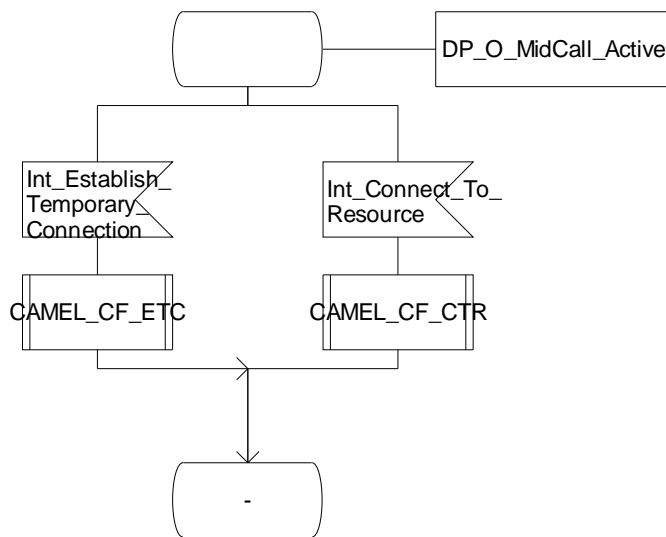 DP_O_MidCall_Active
Int_Establish_
Temporary_
Connection
Int_Connect_To_
Resource
CAMEL_CF_ETC
CAMEL_CF_CTR
-